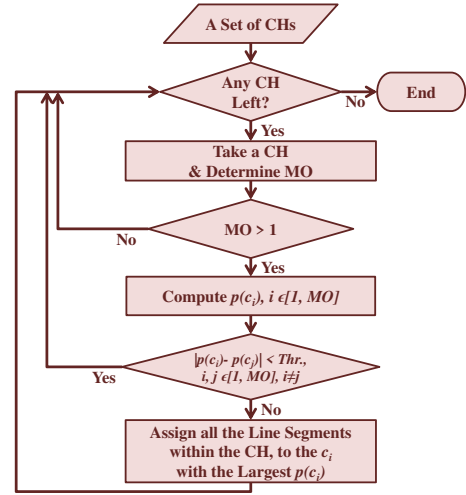 A Set of CHs
Any CH
Left?
No
End
Yes
Take a CH
& Determine MO
MO > 1
No
Yes
Compute p(cᵢ), i ϵ[1, MO]
|p(cᵢ)- p(cⱼ)| < Thr.,
i, j ϵ[1, MO], i≠j
Yes
No
Assign all the Line Segments
within the CH, to the cᵢ
with the Largest p(cᵢ)